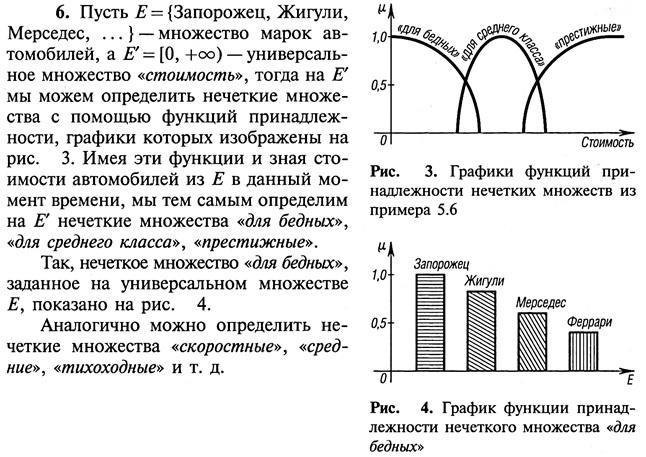 6. Пусть E = {Запорожец, Жигули,
Мерседес, ... } — множество марок ав-
томобилей, а E′ = [0, +∞) — универсаль-
ное множество «стоимость», тогда на E′
мы можем определить нечеткие множе-
ства с помощью функций принадлеж-
ности, графики которых изображены на
рис. 3. Имея эти функции и зная сто-
имости автомобилей из E в данный мо-
мент времени, мы тем самым определим
на E′ нечеткие множества «для бедных»,
«для среднего класса», «престижные».
Так, нечеткое множество «для бедных»,
заданное на универсальном множестве
E, показано на рис. 4.
Аналогично можно определить не-
четкие множества «скоростные», «сред-
ние», «тихоходные» и т. д.
μ
«для бедных»
«для среднего класса»
«престижные»
1,0
0,5
0
Стоимость
Рис. 3. Графики функций при-
надлежности нечетких множеств из
примера 5.6
μ
Запорожец
1,0
Жигули
Мерседес
0,5
Феррари
0
E
Рис. 4. График функции принад-
лежности нечеткого множества «для
бедных»